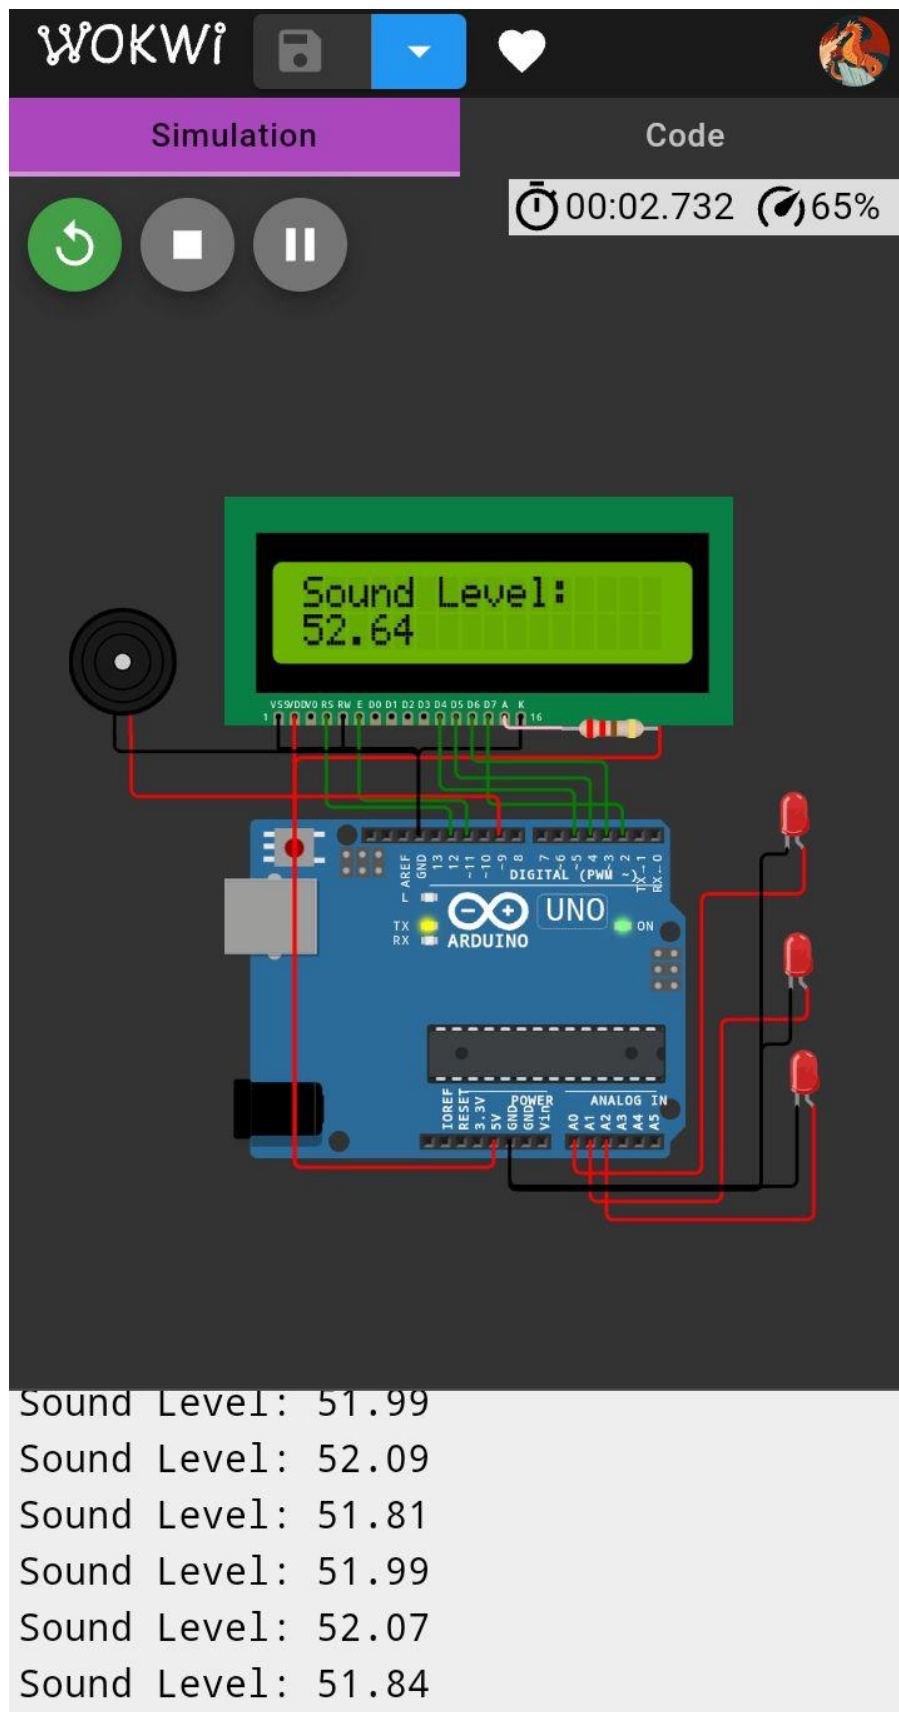 WOKWi
Simulation
Code
00:02.732 65%
Sound Level:
52.64
VSS VDD V0 RS RW E D0 D1 D2 D3 D4 D5 D6 D7 A K
1 16
AREF
GND
13
12
~11
~10
~9
8
7
~6
~5
4
~3
2
TX→1
RX←0
DIGITAL (PWM ~)
L
TX
RX
UNO
ON
ARDUINO
IOREF
RESET
3.3V
5V
GND
GND
Vin
POWER
ANALOG IN
A0
A1
A2
A3
A4
A5
Sound Level: 51.99
Sound Level: 52.09
Sound Level: 51.81
Sound Level: 51.99
Sound Level: 52.07
Sound Level: 51.84